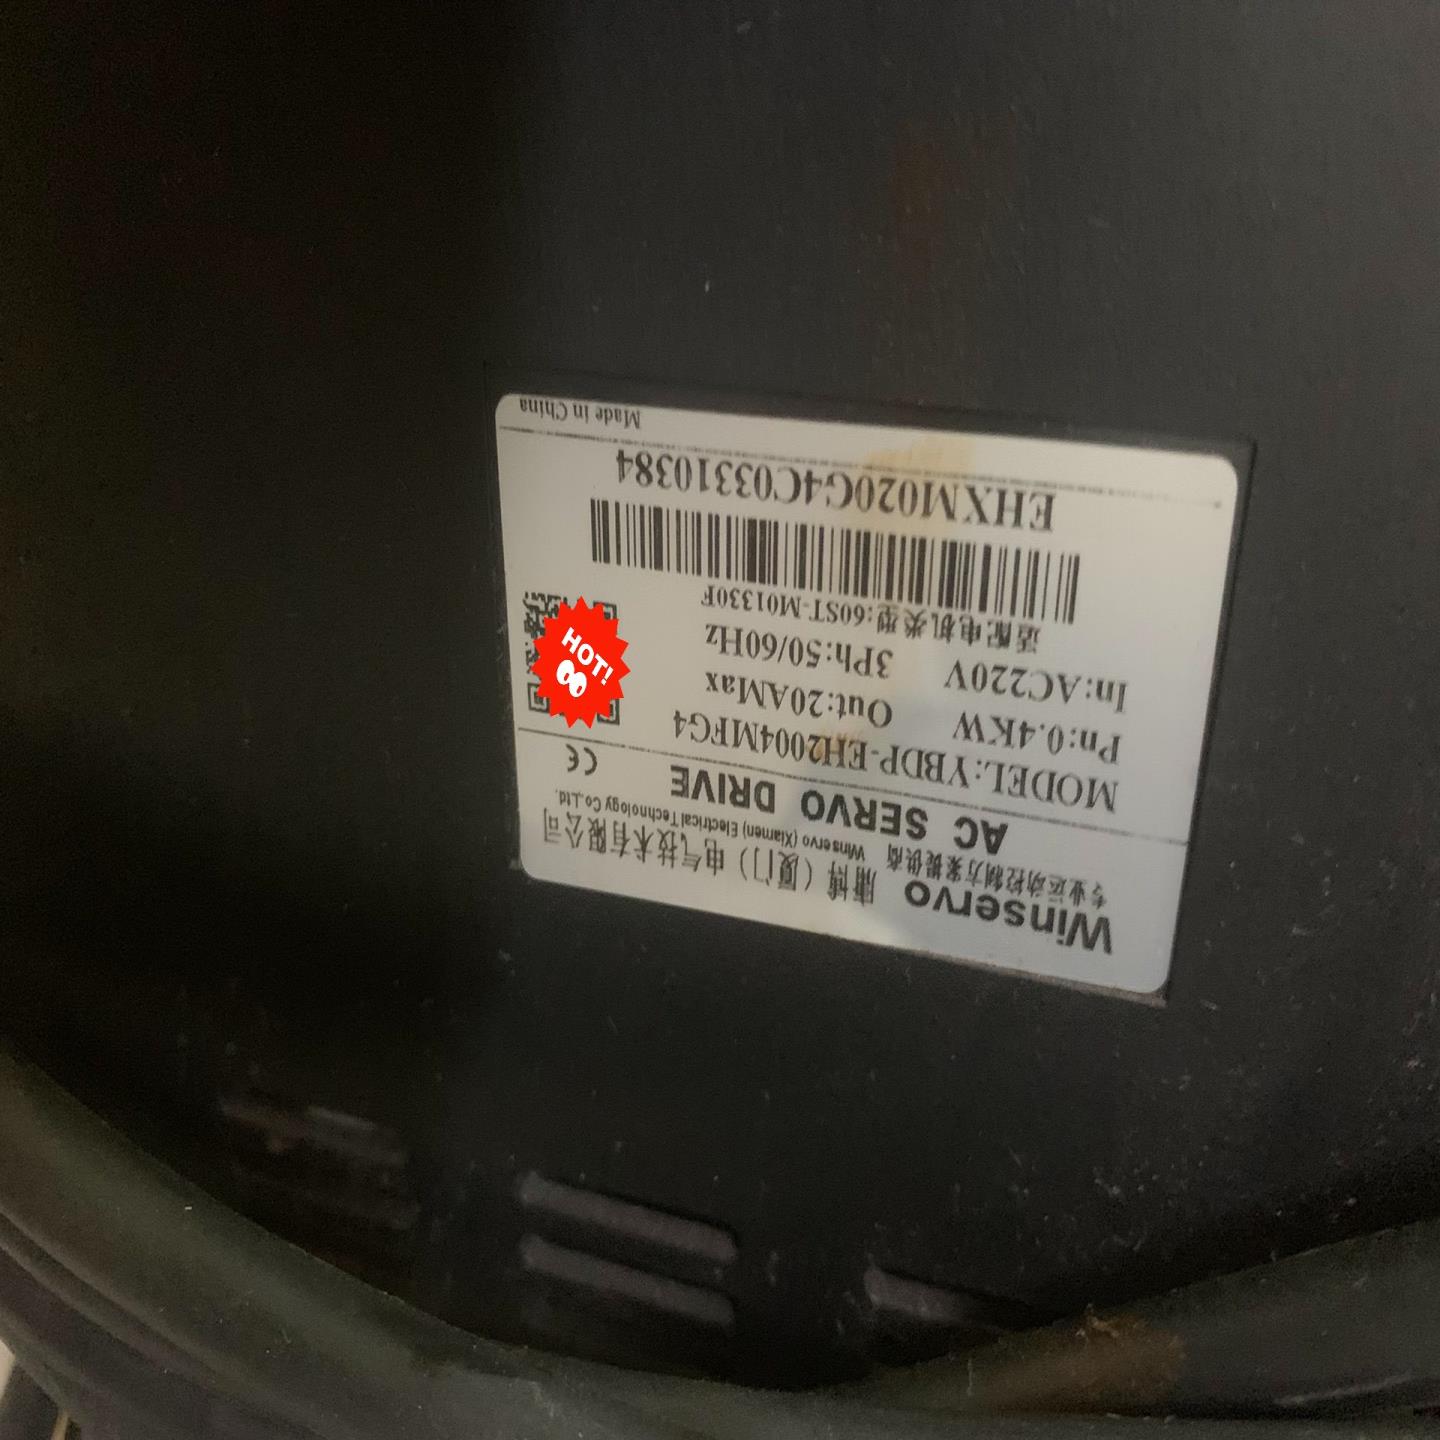 Winservo
专业运动控制方案提供商
庸博（厦门）电气技术有限公司
Winservo (Xiamen) Electrical Technology Co.,Ltd.
AC SERVO DRIVE
CE
MODEL:YBDP-EH2004MFG4
Pn:0.4KW Out:20AMax
In:AC220V 3Ph:50/60Hz
适配电机类型:60ST-M01330F
EHXM020G4C03310384
Made in China
HOT!